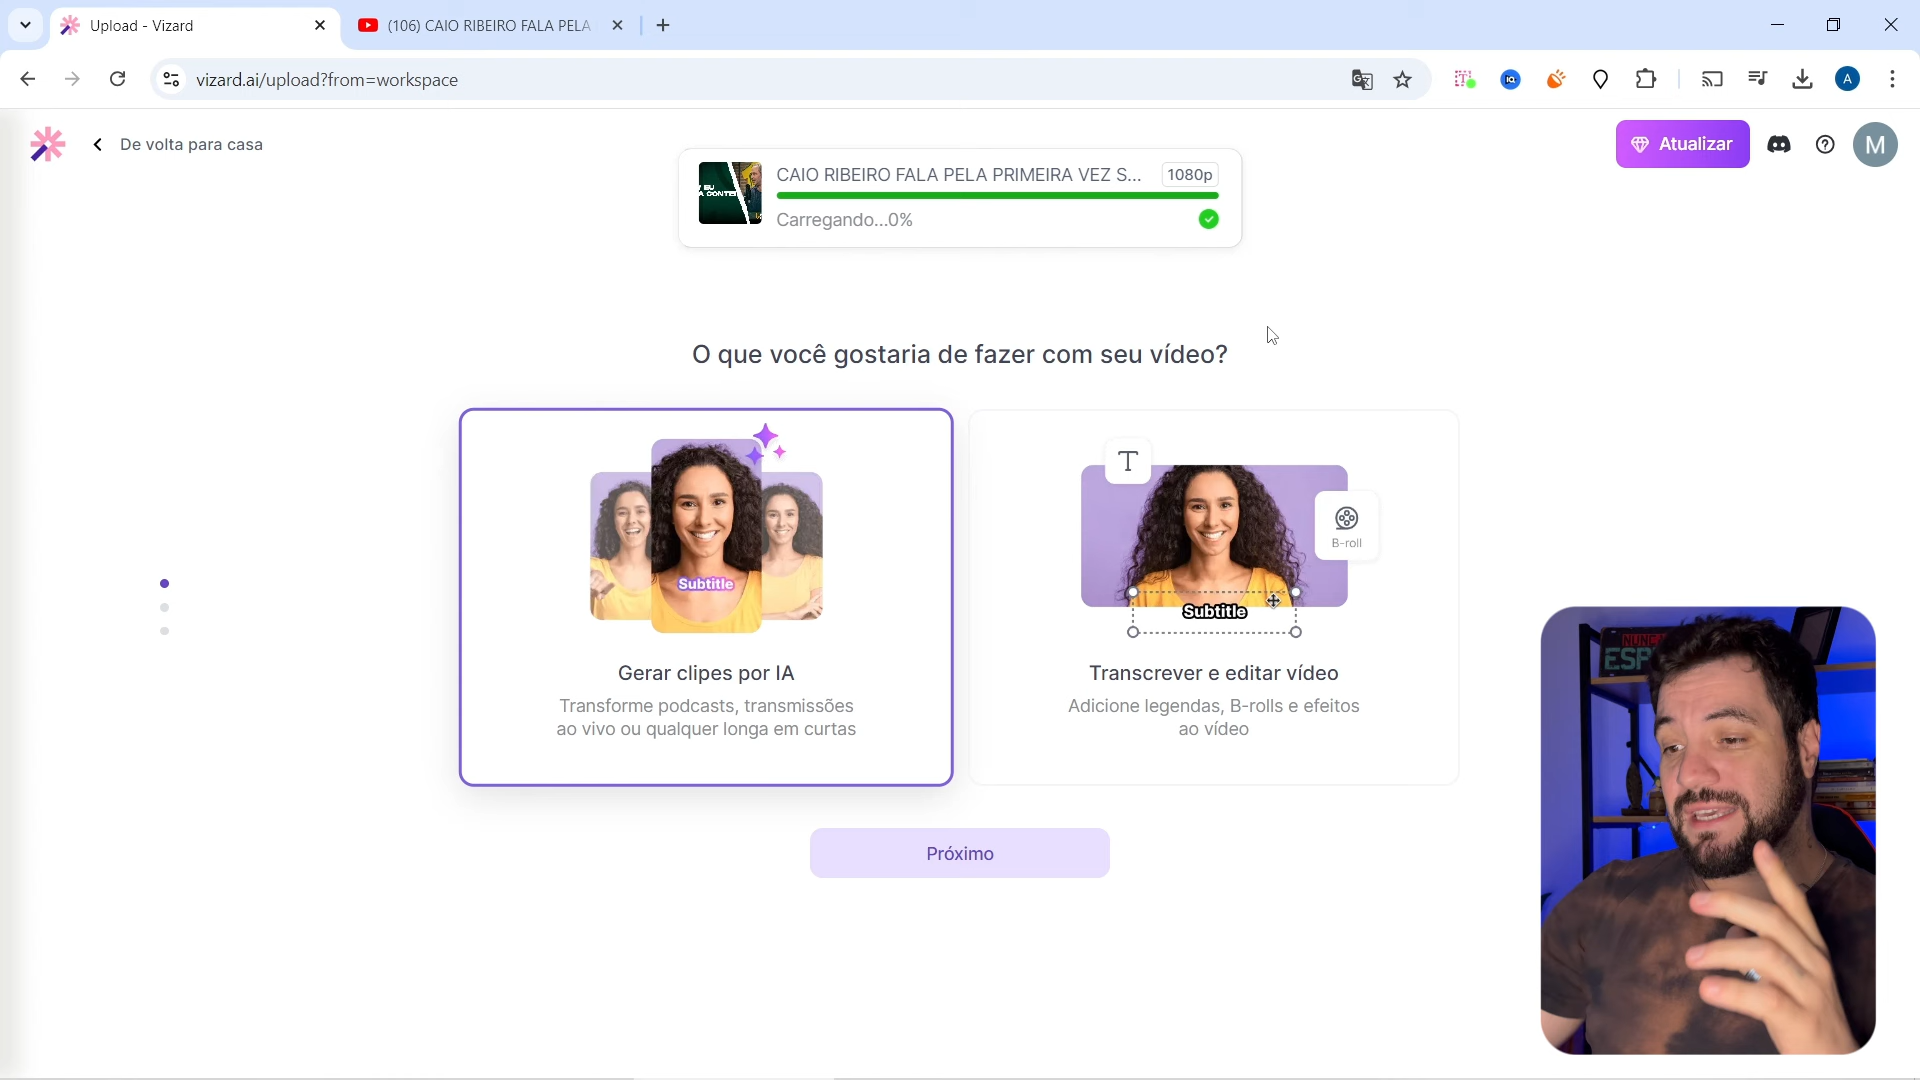 Upload - Vizard
(106) CAIO RIBEIRO FALA PELA
vizard.ai/upload?from=workspace
A
De volta para casa
Atualizar
M
CAIO RIBEIRO FALA PELA PRIMEIRA VEZ S...
1080p
Carregando...0%
O que você gostaria de fazer com seu vídeo?
Subtitle
T
B-roll
Subtitle
Gerar clipes por IA
Transforme podcasts, transmissões
ao vivo ou qualquer longa em curtas
Transcrever e editar vídeo
Adicione legendas, B-rolls e efeitos
ao vídeo
Próximo